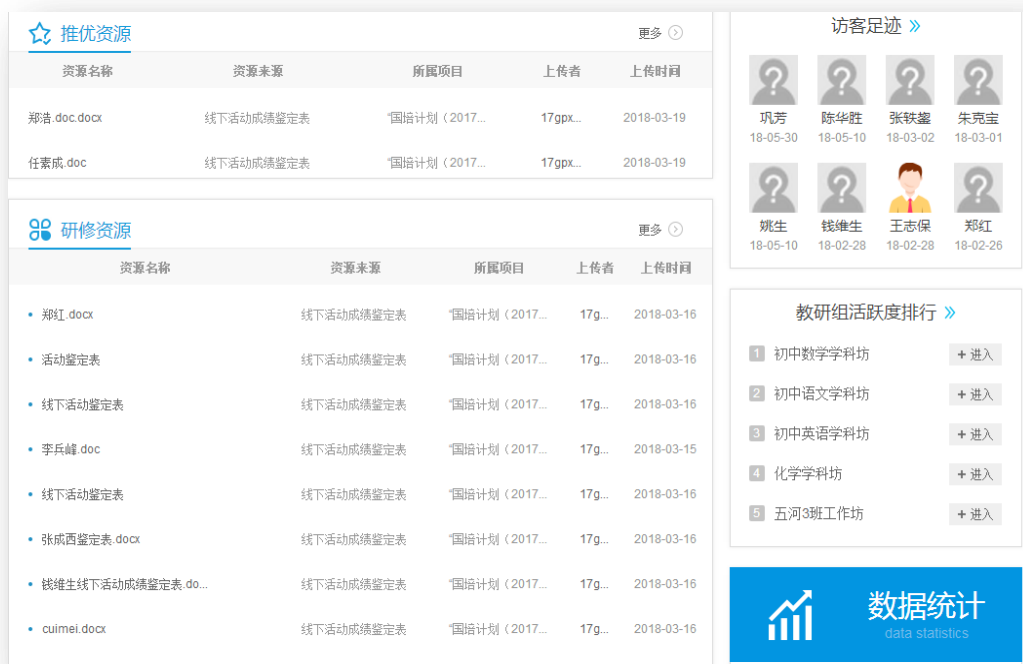 推优资源 更多
资源名称 资源来源 所属项目 上传者 上传时间
郑浩.doc.docx 线下活动成绩鉴定表 “国培计划（2017... 17gpx... 2018-03-19
任素成.doc 线下活动成绩鉴定表 “国培计划（2017... 17gpx... 2018-03-19
研修资源 更多
资源名称 资源来源 所属项目 上传者 上传时间
郑红.docx 线下活动成绩鉴定表 “国培计划（2017... 17g... 2018-03-16
活动鉴定表 线下活动成绩鉴定表 “国培计划（2017... 17g... 2018-03-16
线下活动鉴定表 线下活动成绩鉴定表 “国培计划（2017... 17g... 2018-03-16
李兵峰.doc 线下活动成绩鉴定表 “国培计划（2017... 17g... 2018-03-15
线下活动鉴定表 线下活动成绩鉴定表 “国培计划（2017... 17g... 2018-03-16
张成西鉴定表.docx 线下活动成绩鉴定表 “国培计划（2017... 17g... 2018-03-16
钱维生线下活动成绩鉴定表.do... 线下活动成绩鉴定表 “国培计划（2017... 17g... 2018-03-16
cuimei.docx 线下活动成绩鉴定表 “国培计划（2017... 17g... 2018-03-16
访客足迹 »
巩芳 陈华胜 张轶鋆 朱克宝
18-05-30 18-05-10 18-03-02 18-03-01
姚生 钱维生 王志保 郑红
18-05-10 18-02-28 18-02-28 18-02-26
教研组活跃度排行 »
1 初中数学学科坊 + 进入
2 初中语文学科坊 + 进入
3 初中英语学科坊 + 进入
4 化学学科坊 + 进入
5 五河3班工作坊 + 进入
数据统计
data statistics